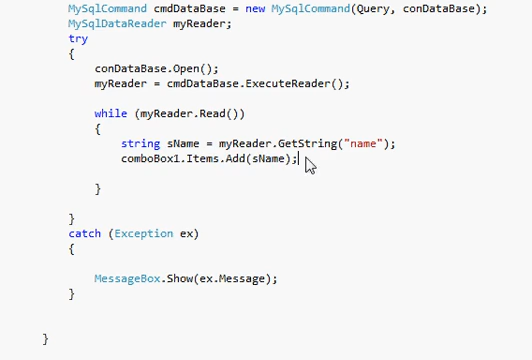 MySqlCommand cmdDataBase = new MySqlCommand(Query, conDataBase);
MySqlDataReader myReader;
try
{
conDataBase.Open();
myReader = cmdDataBase.ExecuteReader();
while (myReader.Read())
{
string sName = myReader.GetString("name");
comboBox1.Items.Add(sName);
}
}
catch (Exception ex)
{
MessageBox.Show(ex.Message);
}
}